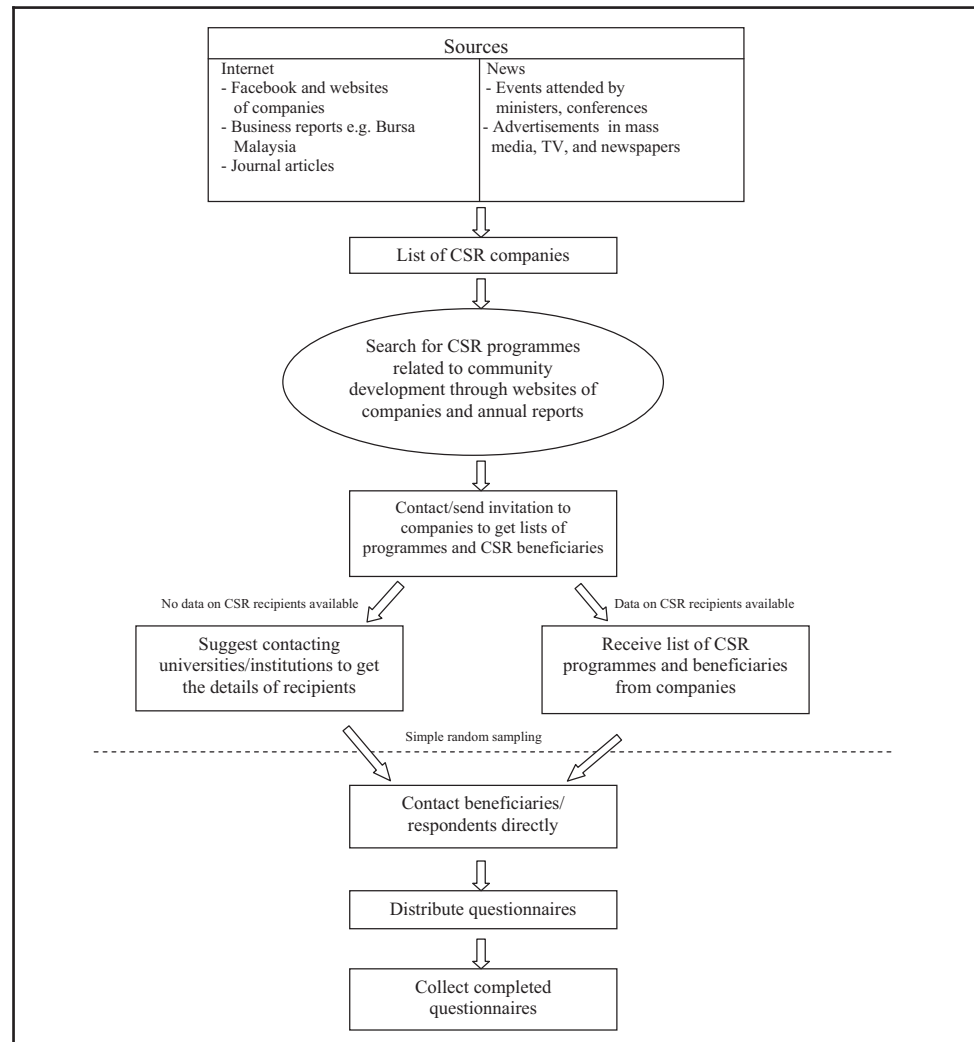 Sources
Internet
- Facebook and websites
of companies
- Business reports e.g. Bursa
Malaysia
- Journal articles
News
- Events attended by
ministers, conferences
- Advertisements in mass
media, TV, and newspapers
List of CSR companies
Search for CSR programmes
related to community
development through websites of
companies and annual reports
Contact/send invitation to
companies to get lists of
programmes and CSR beneficiaries
No data on CSR recipients available
Data on CSR recipients available
Suggest contacting
universities/institutions to get
the details of recipients
Receive list of CSR
programmes and beneficiaries
from companies
Simple random sampling
Contact beneficiaries/
respondents directly
Distribute questionnaires
Collect completed
questionnaires